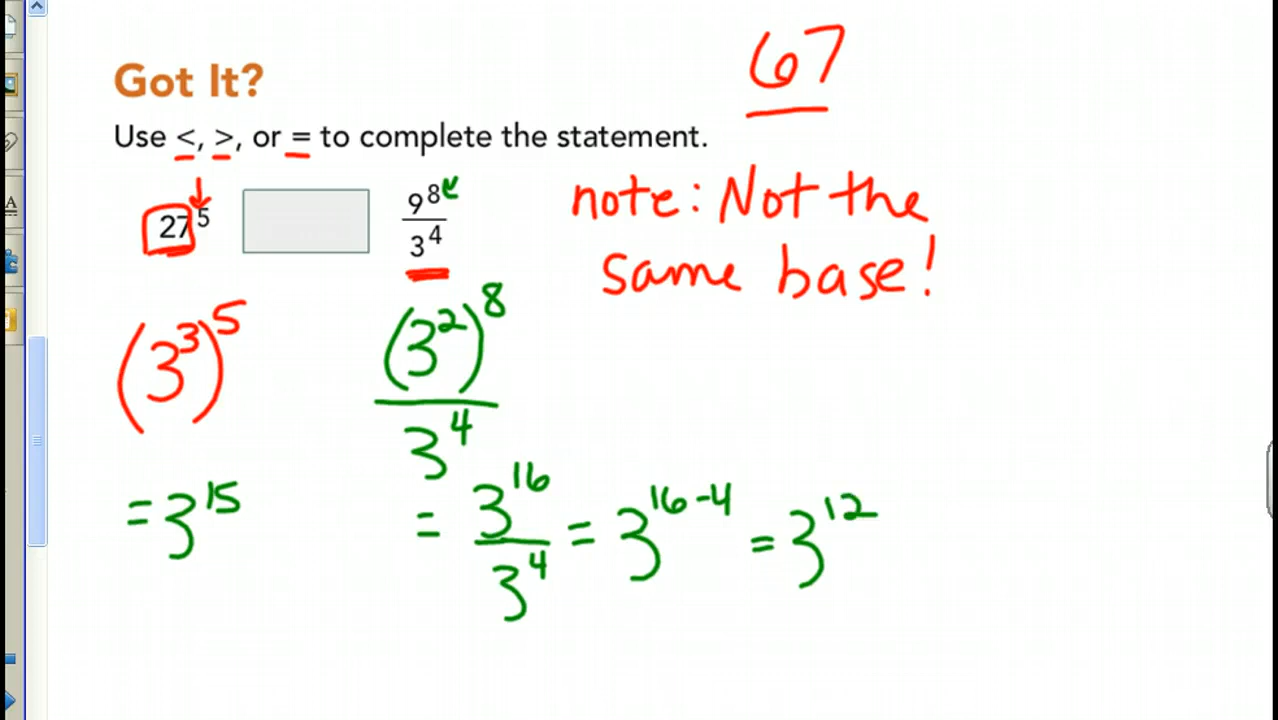 67
Got It?
Use <, >, or = to complete the statement.
27^5 9^8/3^4
note: Not the
same base!
(3^3)^5 (3^2)^8/3^4
= 3^15 = 3^16/3^4 = 3^16-4 = 3^12
A